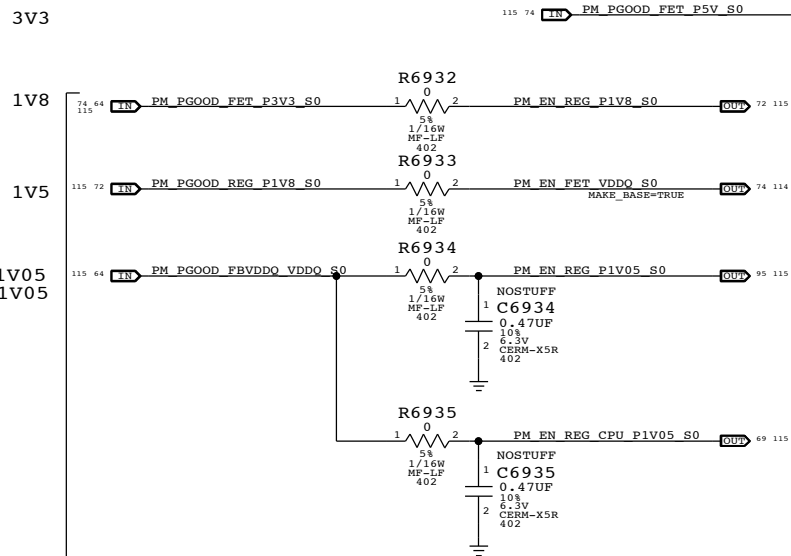 3V3
115 74 IN PM_PGOOD_FET_P5V_S0
R6932
1V8 74 64 IN PM_PGOOD_FET_P3V3_S0 1 0 2 PM_EN_REG_P1V8_S0 OUT 72 115
115
5%
1/16W
MF-LF
402
R6933
1V5 115 72 IN PM_PGOOD_REG_P1V8_S0 1 0 2 PM_EN_FET_VDDQ_S0 OUT 74 114
MAKE_BASE=TRUE
5%
1/16W
MF-LF
402
R6934
1V05 115 64 IN PM_PGOOD_FBVDDQ_VDDQ_S0 1 0 2 PM_EN_REG_P1V05_S0 OUT 95 115
1V05
5%
1/16W
MF-LF
402
NOSTUFF
1 C6934
0.47UF
10%
2 6.3V
CERM-X5R
402
R6935
1 0 2 PM_EN_REG_CPU_P1V05_S0 OUT 69 115
5%
1/16W
MF-LF
402
NOSTUFF
1 C6935
0.47UF
10%
2 6.3V
CERM-X5R
402